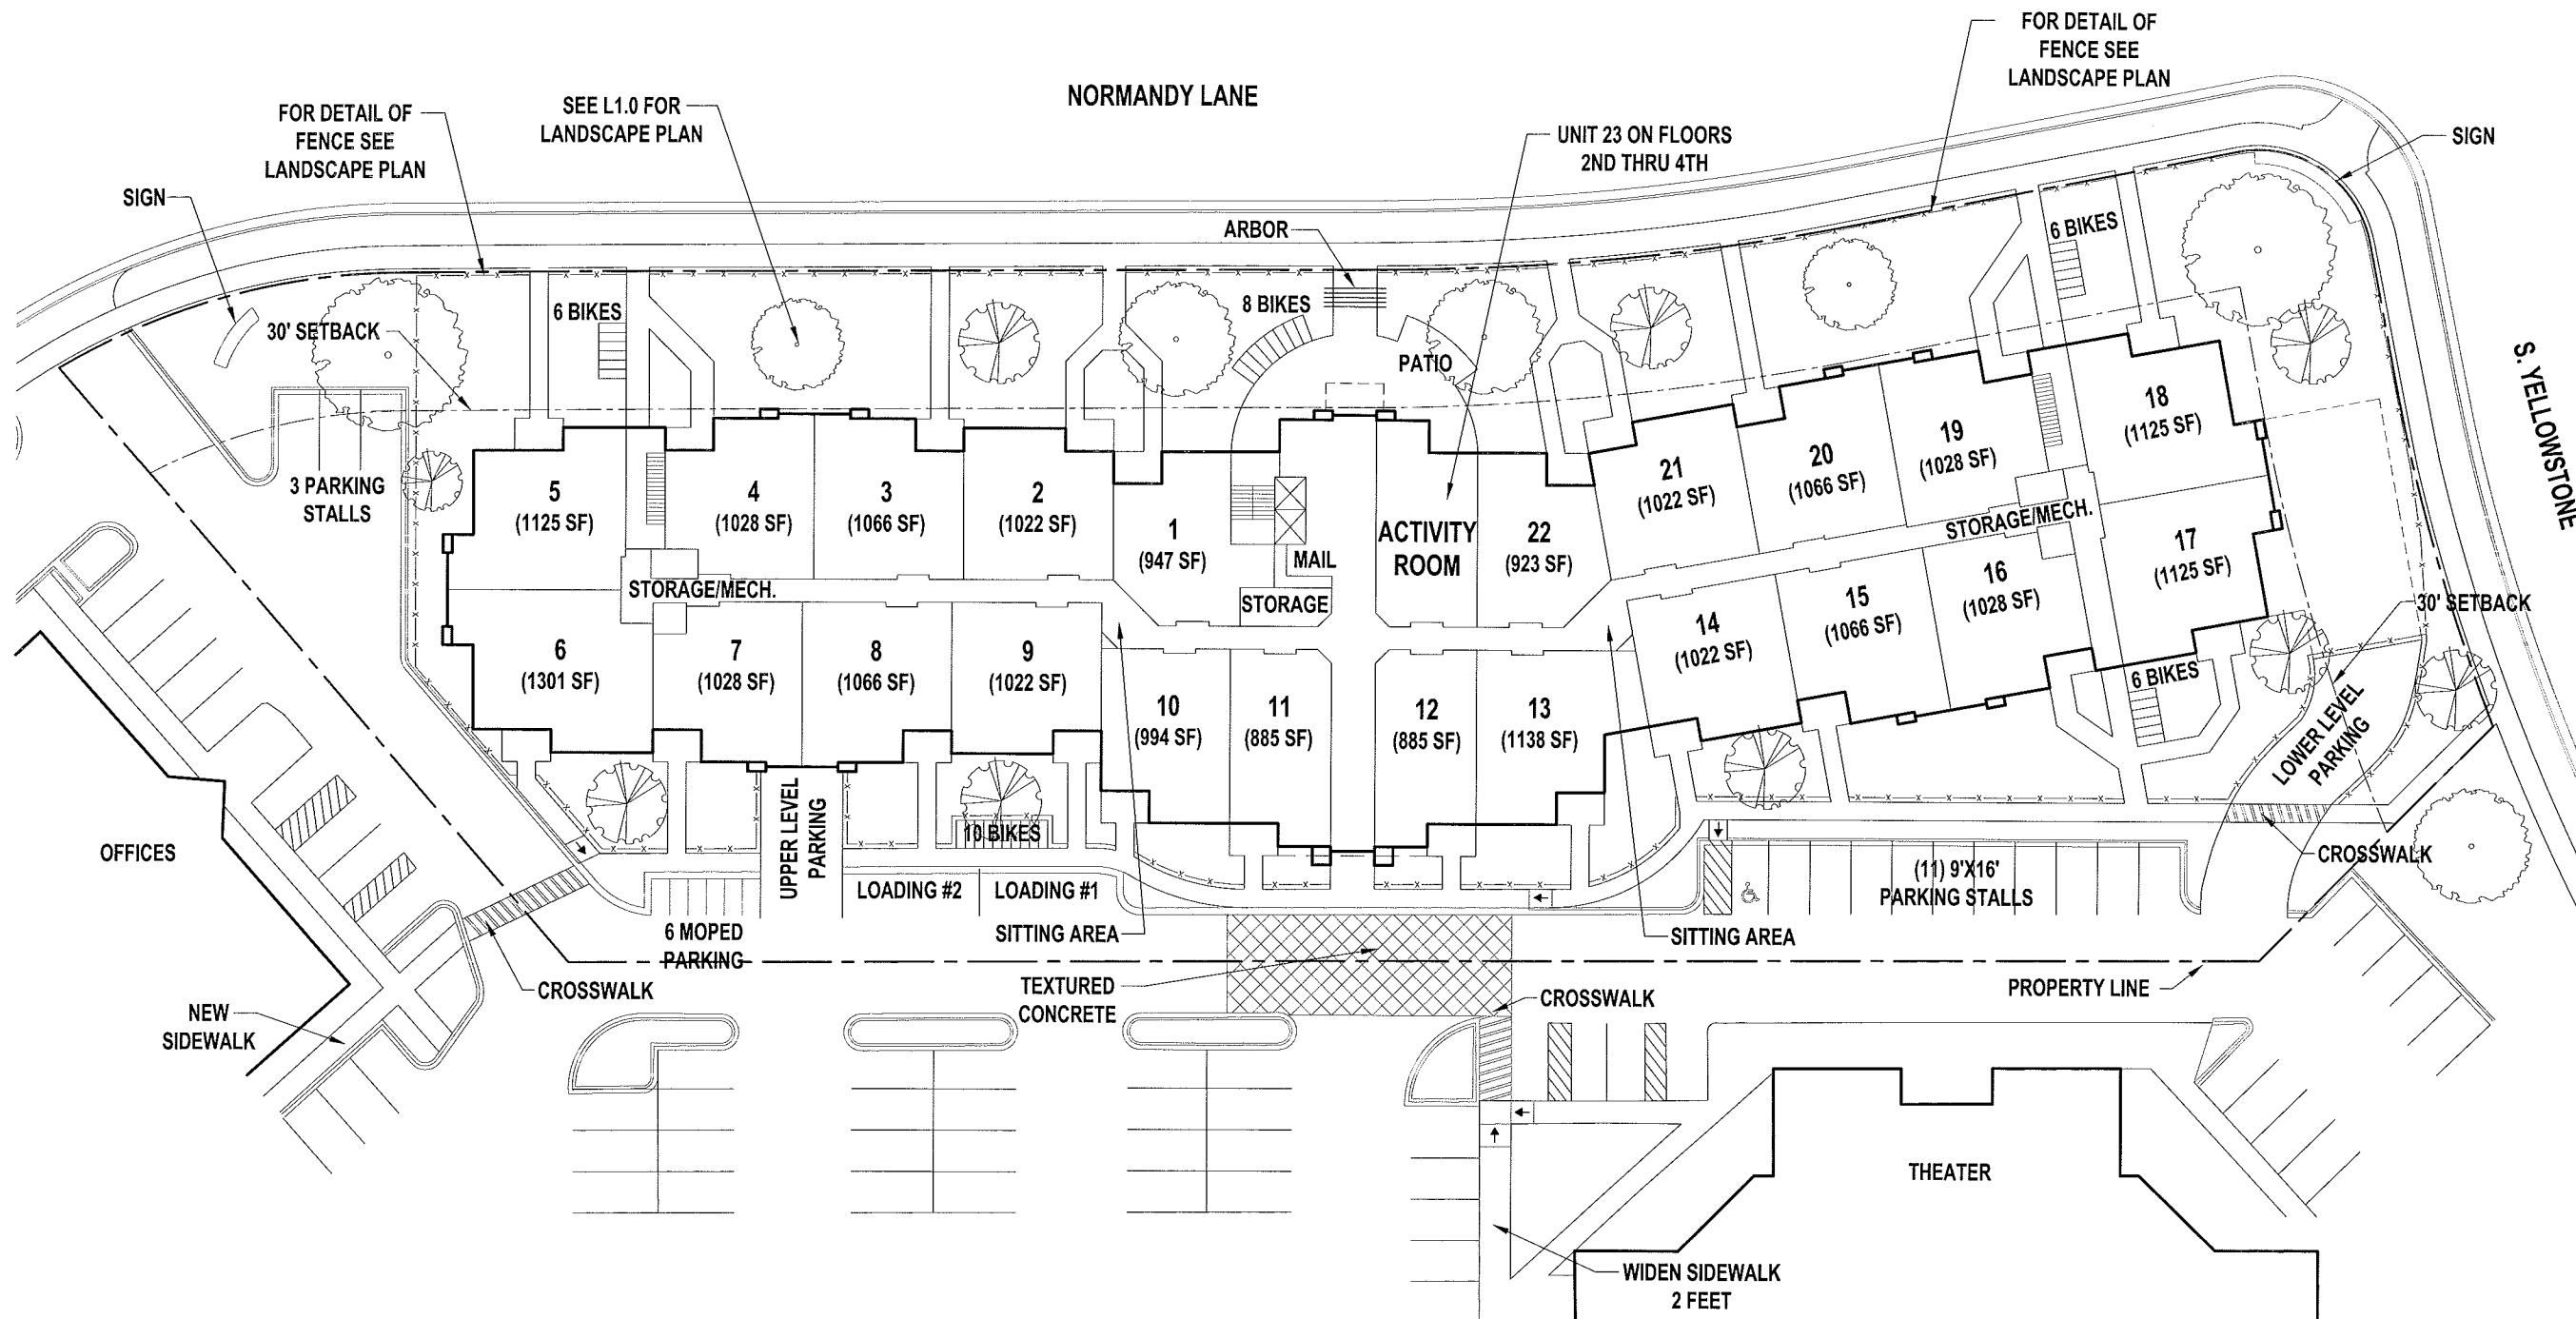 FOR DETAIL OF
FENCE SEE
LANDSCAPE PLAN
NORMANDY LANE
SEE L1.0 FOR
LANDSCAPE PLAN
FOR DETAIL OF
FENCE SEE
LANDSCAPE PLAN
UNIT 23 ON FLOORS
2ND THRU 4TH
SIGN
SIGN
ARBOR
6 BIKES
6 BIKES
8 BIKES
30' SETBACK
PATIO
S. YELLOWSTONE
3 PARKING
STALLS
5
(1125 SF)
4
(1028 SF)
3
(1066 SF)
2
(1022 SF)
1
(947 SF)
MAIL
STORAGE
ACTIVITY
ROOM
22
(923 SF)
21
(1022 SF)
20
(1066 SF)
19
(1028 SF)
18
(1125 SF)
STORAGE/MECH.
STORAGE/MECH.
17
(1125 SF)
30' SETBACK
6
(1301 SF)
7
(1028 SF)
8
(1066 SF)
9
(1022 SF)
10
(994 SF)
11
(885 SF)
12
(885 SF)
13
(1138 SF)
14
(1022 SF)
15
(1066 SF)
16
(1028 SF)
6 BIKES
LOWER LEVEL
PARKING
UPPER LEVEL
PARKING
10 BIKES
OFFICES
CROSSWALK
LOADING #2
LOADING #1
(11) 9'X16'
PARKING STALLS
6 MOPED
PARKING
SITTING AREA
SITTING AREA
CROSSWALK
TEXTURED
CONCRETE
CROSSWALK
PROPERTY LINE
NEW
SIDEWALK
THEATER
WIDEN SIDEWALK
2 FEET